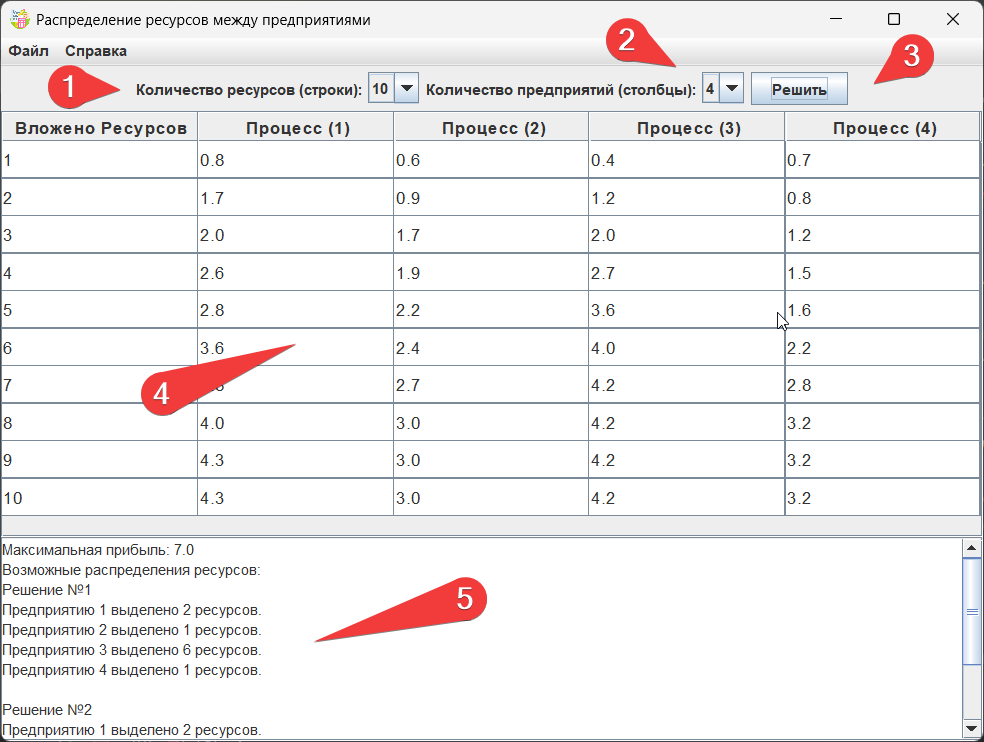 Распределение ресурсов между предприятиями
Файл Справка
1 Количество ресурсов (строки): 10 Количество предприятий (столбцы): 2 4 Решить 3
Вложено Ресурсов Процесс (1) Процесс (2) Процесс (3) Процесс (4)
1 0.8 0.6 0.4 0.7
2 1.7 0.9 1.2 0.8
3 2.0 1.7 2.0 1.2
4 2.6 1.9 2.7 1.5
5 2.8 2.2 3.6 1.6
6 3.6 2.4 4.0 2.2
4
7 2.7 4.2 2.8
8 4.0 3.0 4.2 3.2
9 4.3 3.0 4.2 3.2
10 4.3 3.0 4.2 3.2
Максимальная прибыль: 7.0
Возможные распределения ресурсов:
Решение №1
5
Предприятию 1 выделено 2 ресурсов.
Предприятию 2 выделено 1 ресурсов.
Предприятию 3 выделено 6 ресурсов.
Предприятию 4 выделено 1 ресурсов.
Решение №2
Предприятию 1 выделено 2 ресурсов.